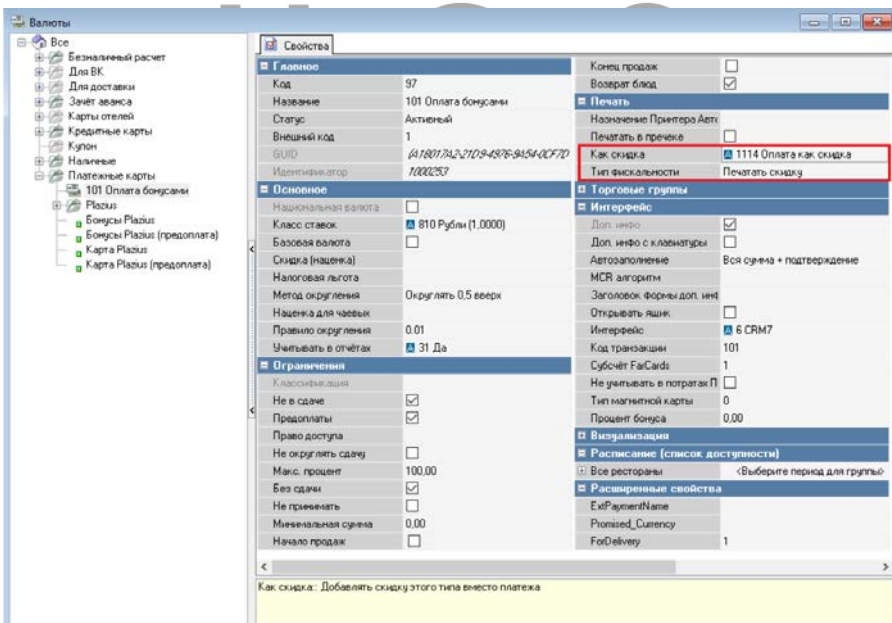 Валюты
Все
Безналичный расчет
Для ВК
Для доставки
Зачёт аванса
Карты отелей
Кредитные карты
Купон
Наличные
Платежные карты
101 Оплата бонусами
Plazius
Бонусы Plazius
Бонусы Plazius (предоплата)
Карта Plazius
Карта Plazius (предоплата)
Свойства
Главное
Код 97
Название 101 Оплата бонусами
Статус Активный
Внешний код 1
GUID
Идентификатор 1000253
Основное
Национальная валюта
Класс ставок 810 Рубли (1,0000)
Базовая валюта
Скидка (наценка)
Налоговая льгота
Метод округления Округлять 0,5 вверх
Наценка для чаевых
Правило округления 0.01
Учитывать в отчётах 31 Да
Ограничения
Классификация
Не в сдаче
Предоплаты
Право доступа
Не округлять сдачу
Макс. процент 100,00
Без сдачи
Не принимать
Минимальная сумма 0,00
Начало продаж
Конец продаж
Возврат блюд
Печать
Назначение Принтера Авто
Печатать в пречеке
Как скидка 1114 Оплата как скидка
Тип фискальности Печатать скидку
Торговые группы
Интерфейс
Доп. инфо
Доп. инфо с клавиатуры
Автозаполнение Вся сумма + подтверждение
MCR алгоритм
Заголовок формы доп. инф
Открывать ящик
Интерфейс 6 CRM7
Код транзакции 101
Субсчёт FarCards 1
Не учитывать в потратах П
Тип магнитной карты 0
Процент бонуса 0,00
Визуализация
Расписание (список доступности)
Все рестораны <Выберите период для группы>
Расширенные свойства
ExtPaymentName
Promised_Currency
ForDelivery 1
Как скидка:: Добавлять скидку этого типа вместо платежа